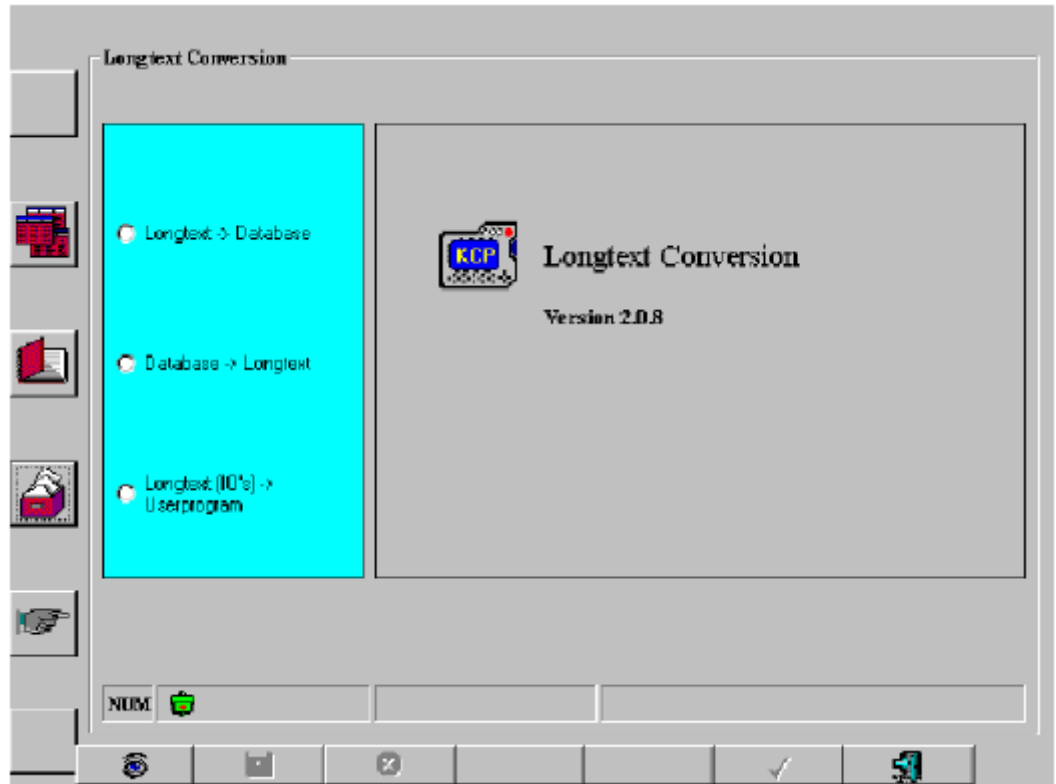 Longtext Conversion
Longtext -> Database
KCP
Longtext Conversion
Version 2.0.8
Database -> Longtext
Longtext (IO's) ->
Userprogram
NUM